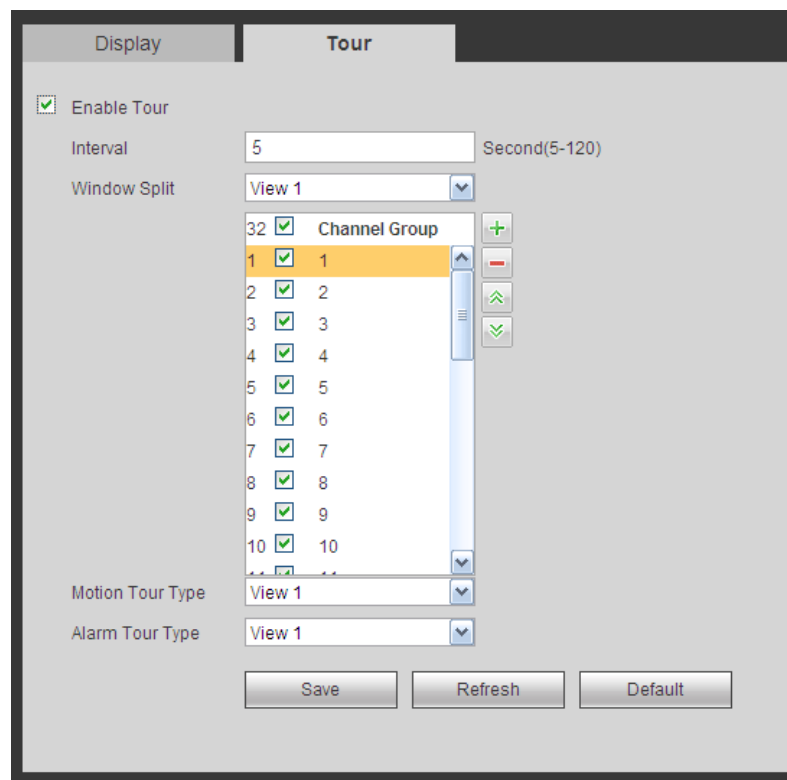 Display
Tour
Enable Tour
Interval
5
Second(5-120)
Window Split
View 1
32 Channel Group
1 1
2 2
3 3
4 4
5 5
6 6
7 7
8 8
9 9
10 10
Motion Tour Type
View 1
Alarm Tour Type
View 1
Save
Refresh
Default